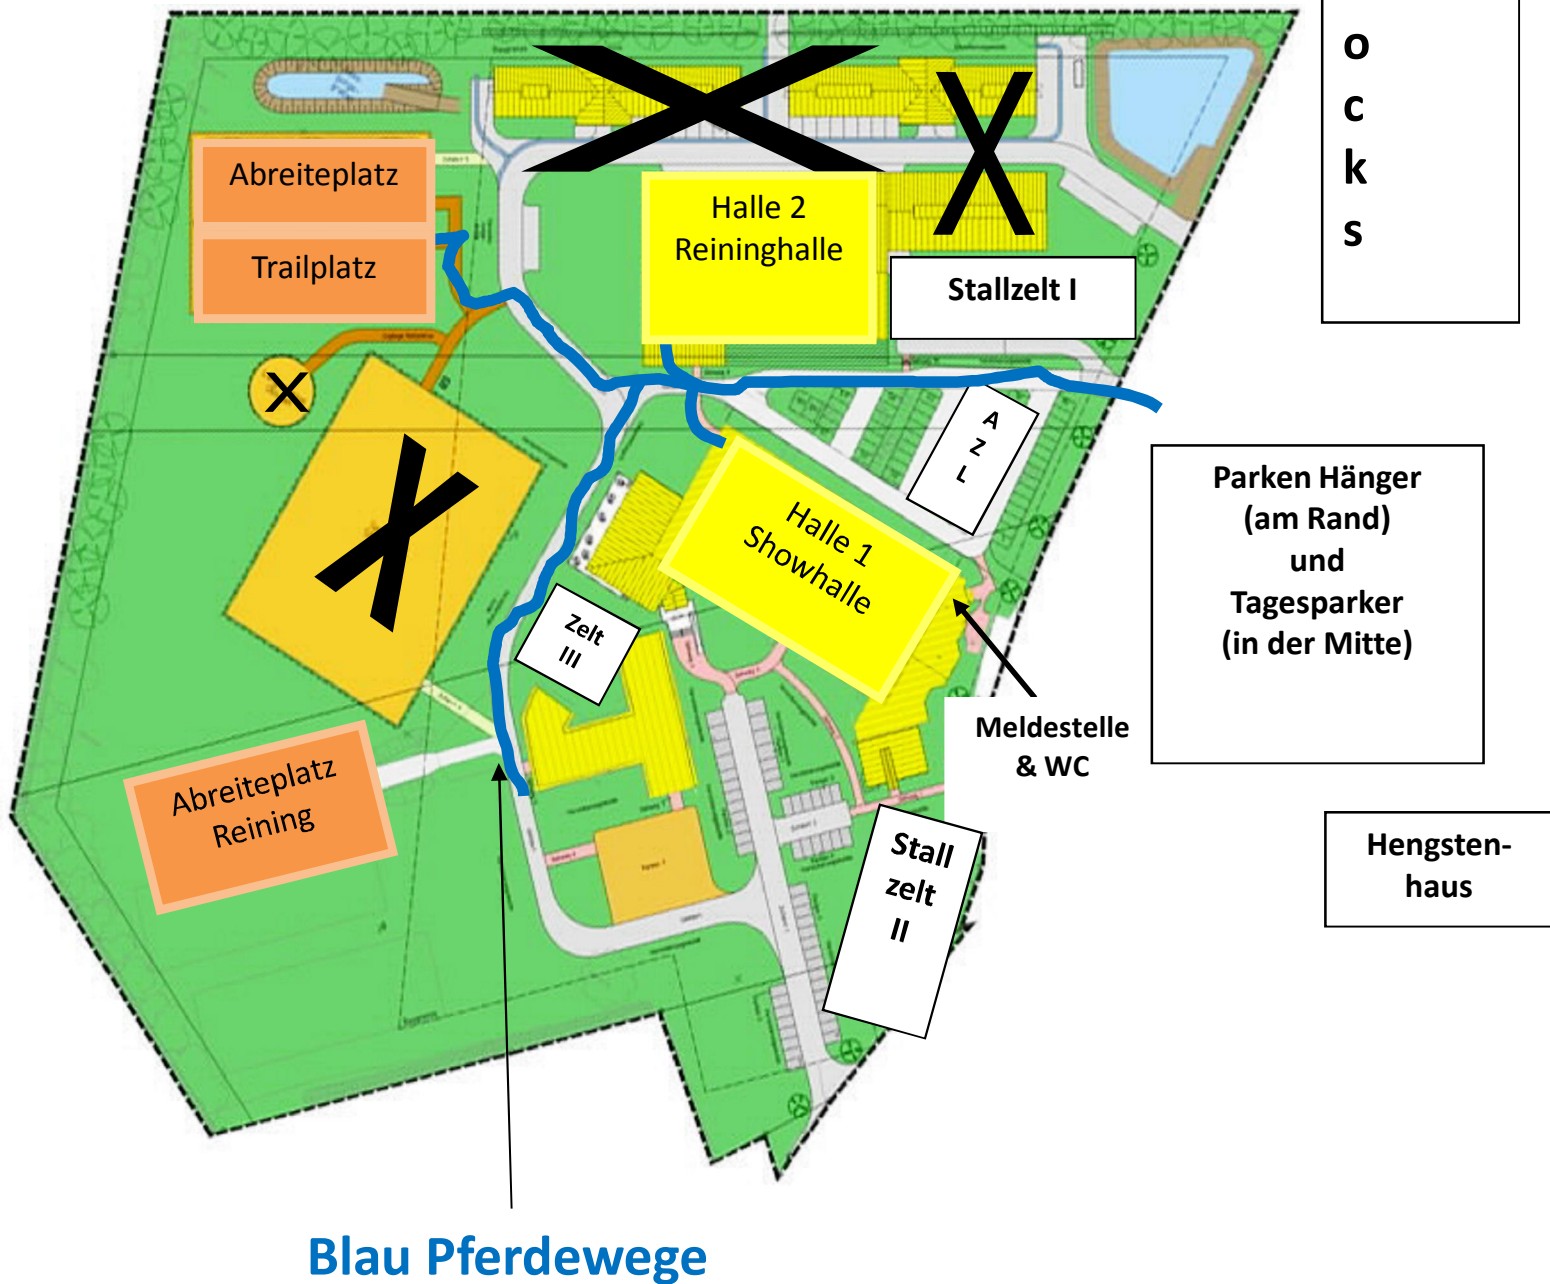 o
c
k
s
Abreiteplatz
Trailplatz
Halle 2
Reininghalle
Stallzelt I
X
A
Z
L
Parken Hänger
(am Rand)
und
Tagesparker
(in der Mitte)
Halle 1
Showhalle
Zelt
III
Meldestelle
& WC
Abreiteplatz
Reining
Stall
zelt
II
Hengsten-
haus
Blau Pferdewege